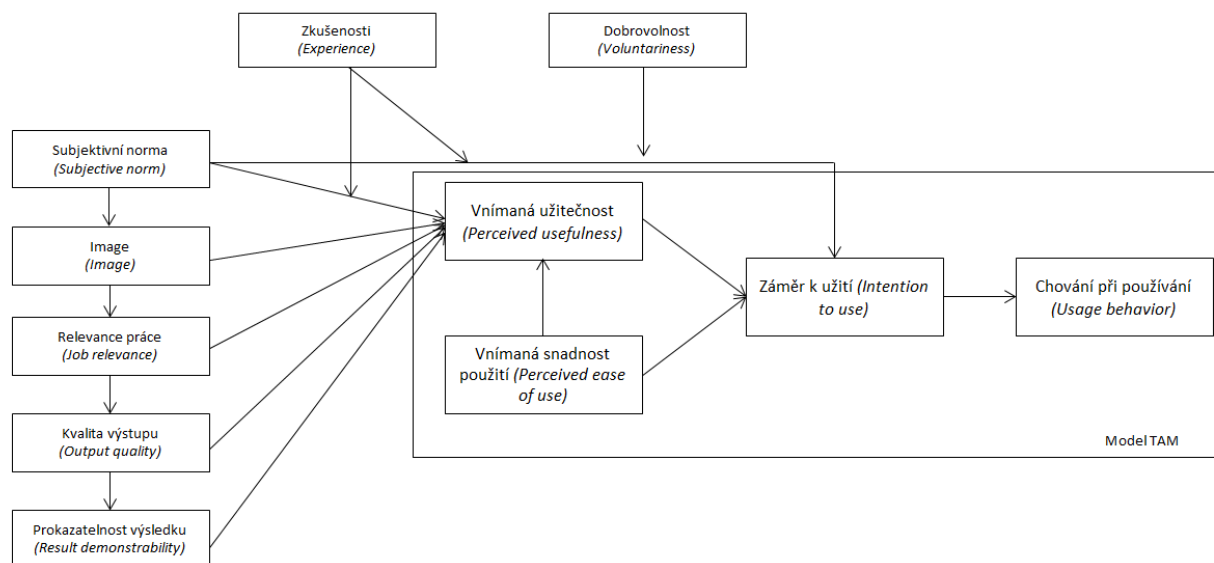 Zkušenosti
(Experience)
Dobrovolnost
(Voluntariness)
Subjektivní norma
(Subjective norm)
Vnímaná užitečnost
(Perceived usefulness)
Image
(Image)
Záměr k užití (Intention
to use)
Chování při používání
(Usage behavior)
Relevance práce
(Job relevance)
Vnímaná snadnost
použití (Perceived ease
of use)
Kvalita výstupu
(Output quality)
Model TAM
Prokazatelnost výsledku
(Result demonstrability)